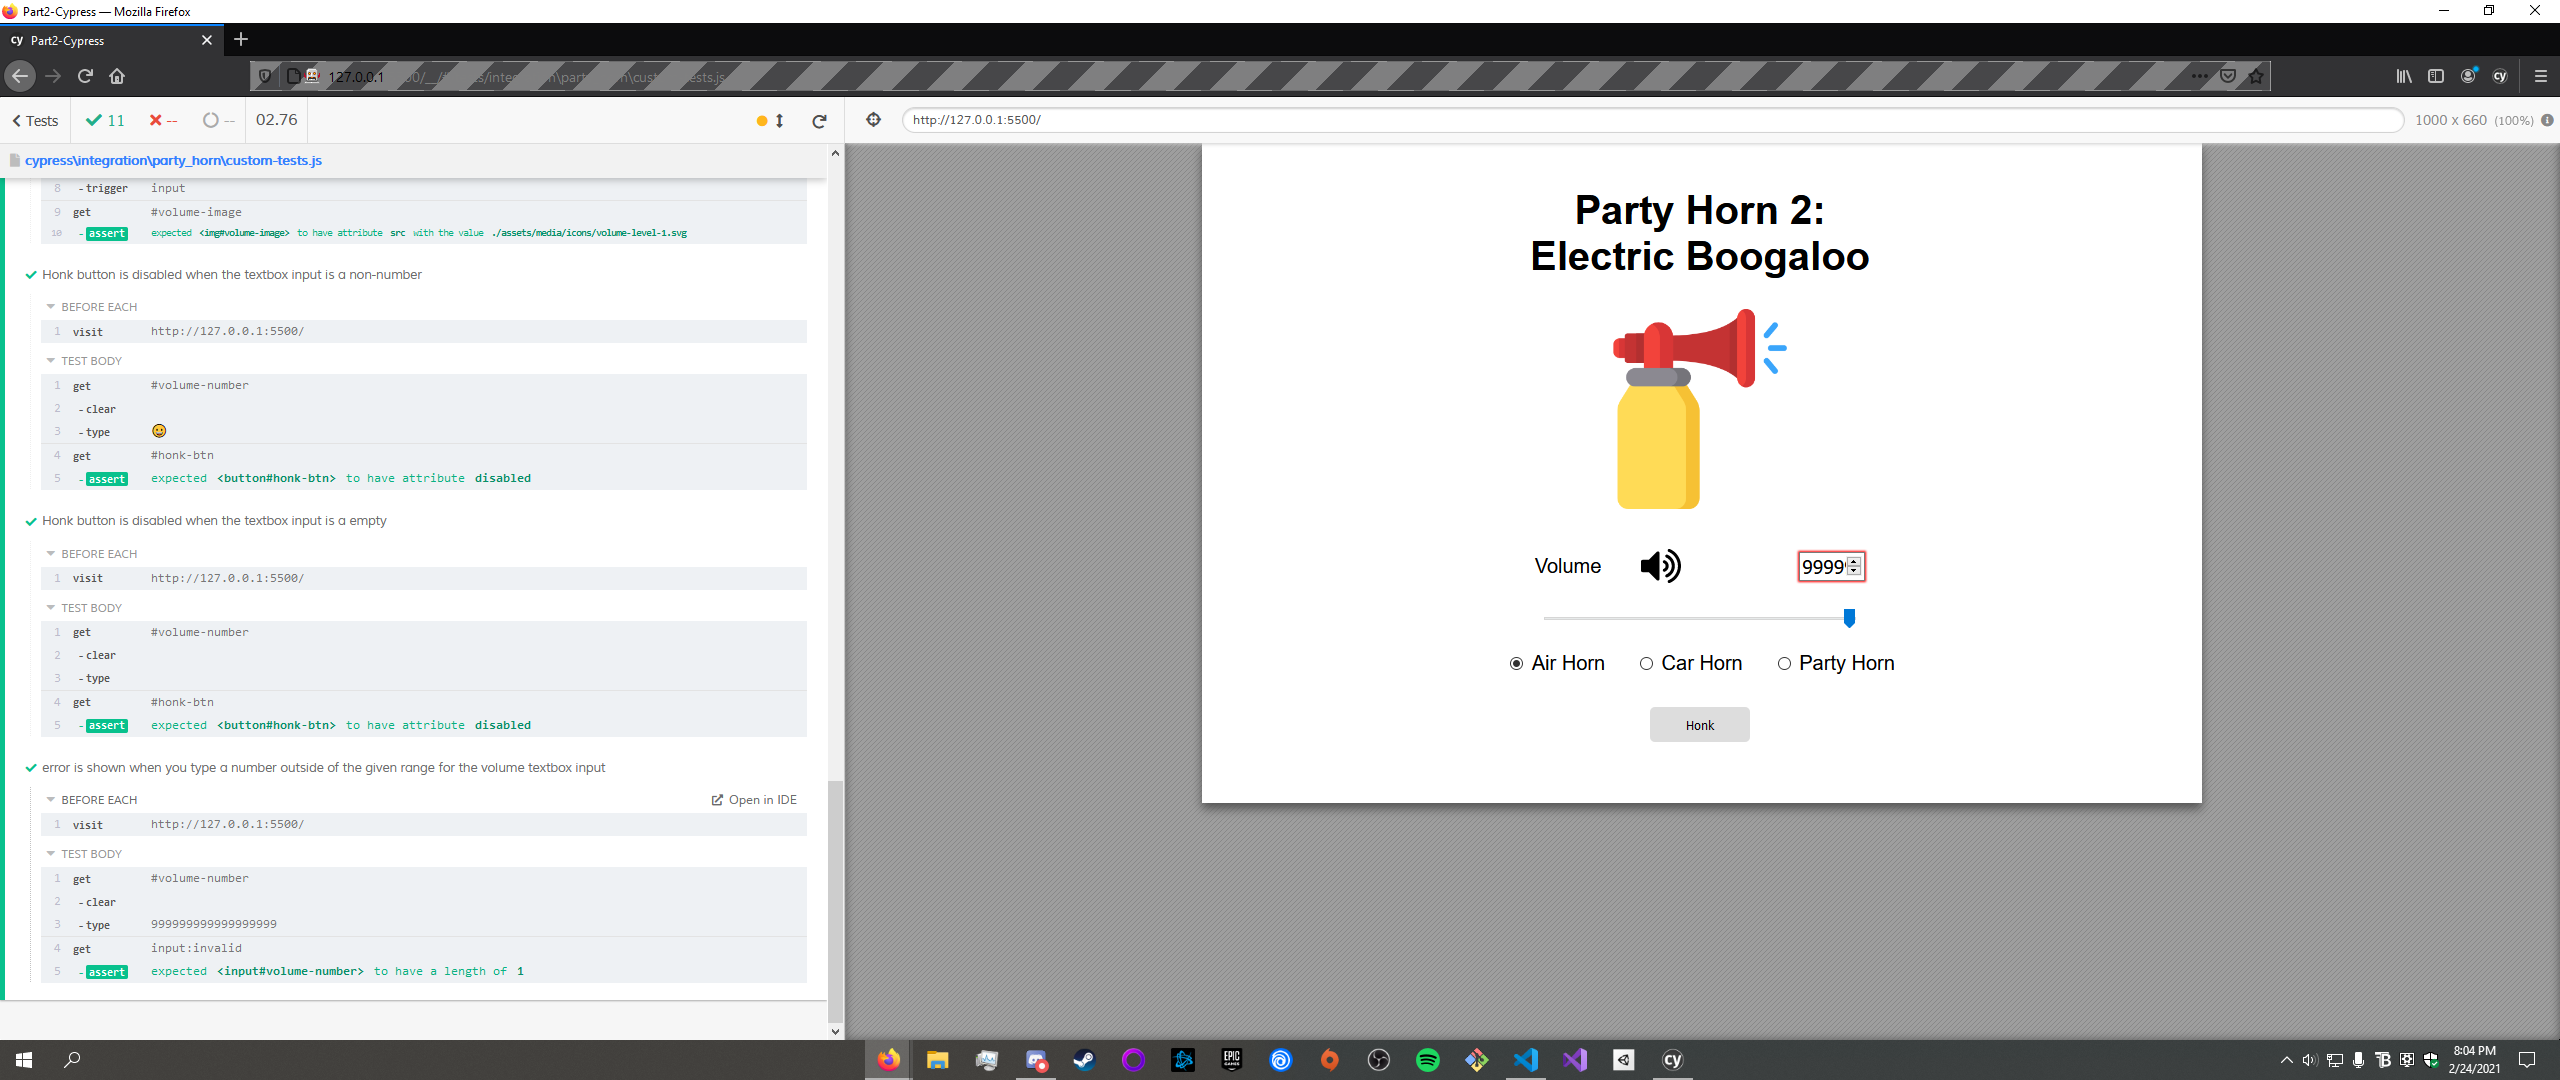 Part2-Cypress — Mozilla Firefox
cy Part2-Cypress
127.0.0.1
cy
Tests 11 -- -- 02.76
http://127.0.0.1:5500/
1000 x 660 (100%)
cypress\integration\party_horn\custom-tests.js
8 -trigger input
9 get #volume-image
10 -assert expected <img#volume-image> to have attribute src with the value ./assets/media/icons/volume-level-1.svg
Honk button is disabled when the textbox input is a non-number
BEFORE EACH
1 visit http://127.0.0.1:5500/
TEST BODY
1 get #volume-number
2 -clear
3 -type 😀
4 get #honk-btn
5 -assert expected <button#honk-btn> to have attribute disabled
Honk button is disabled when the textbox input is a empty
BEFORE EACH
1 visit http://127.0.0.1:5500/
TEST BODY
1 get #volume-number
2 -clear
3 -type
4 get #honk-btn
5 -assert expected <button#honk-btn> to have attribute disabled
error is shown when you type a number outside of the given range for the volume textbox input
BEFORE EACH
Open in IDE
1 visit http://127.0.0.1:5500/
TEST BODY
1 get #volume-number
2 -clear
3 -type 999999999999999999
4 get input:invalid
5 -assert expected <input#volume-number> to have a length of 1
Party Horn 2:
Electric Boogaloo
Volume
9999
Air Horn Car Horn Party Horn
Honk
EPIC
GAMES
cy
8:04 PM
2/24/2021